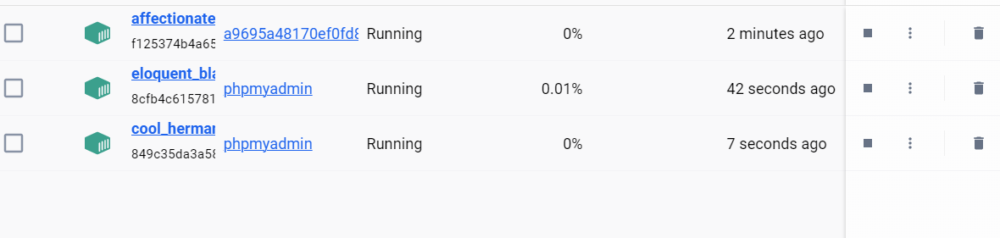 affectionate
f125374b4a65 a9695a48170ef0fd8 Running 0% 2 minutes ago
eloquent_bla
8cfb4c615781 phpmyadmin Running 0.01% 42 seconds ago
cool_herman
849c35da3a58 phpmyadmin Running 0% 7 seconds ago